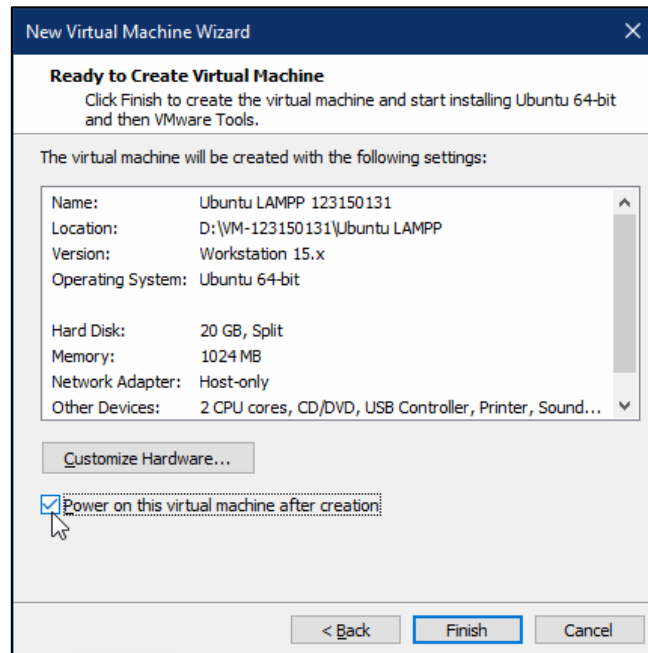 New Virtual Machine Wizard
Ready to Create Virtual Machine
Click Finish to create the virtual machine and start installing Ubuntu 64-bit
and then VMware Tools.
The virtual machine will be created with the following settings:
Name: Ubuntu LAMPP 123150131
Location: D:\VM-123150131\Ubuntu LAMPP
Version: Workstation 15.x
Operating System: Ubuntu 64-bit
Hard Disk: 20 GB, Split
Memory: 1024 MB
Network Adapter: Host-only
Other Devices: 2 CPU cores, CD/DVD, USB Controller, Printer, Sound...
Customize Hardware...
Power on this virtual machine after creation
< Back Finish Cancel